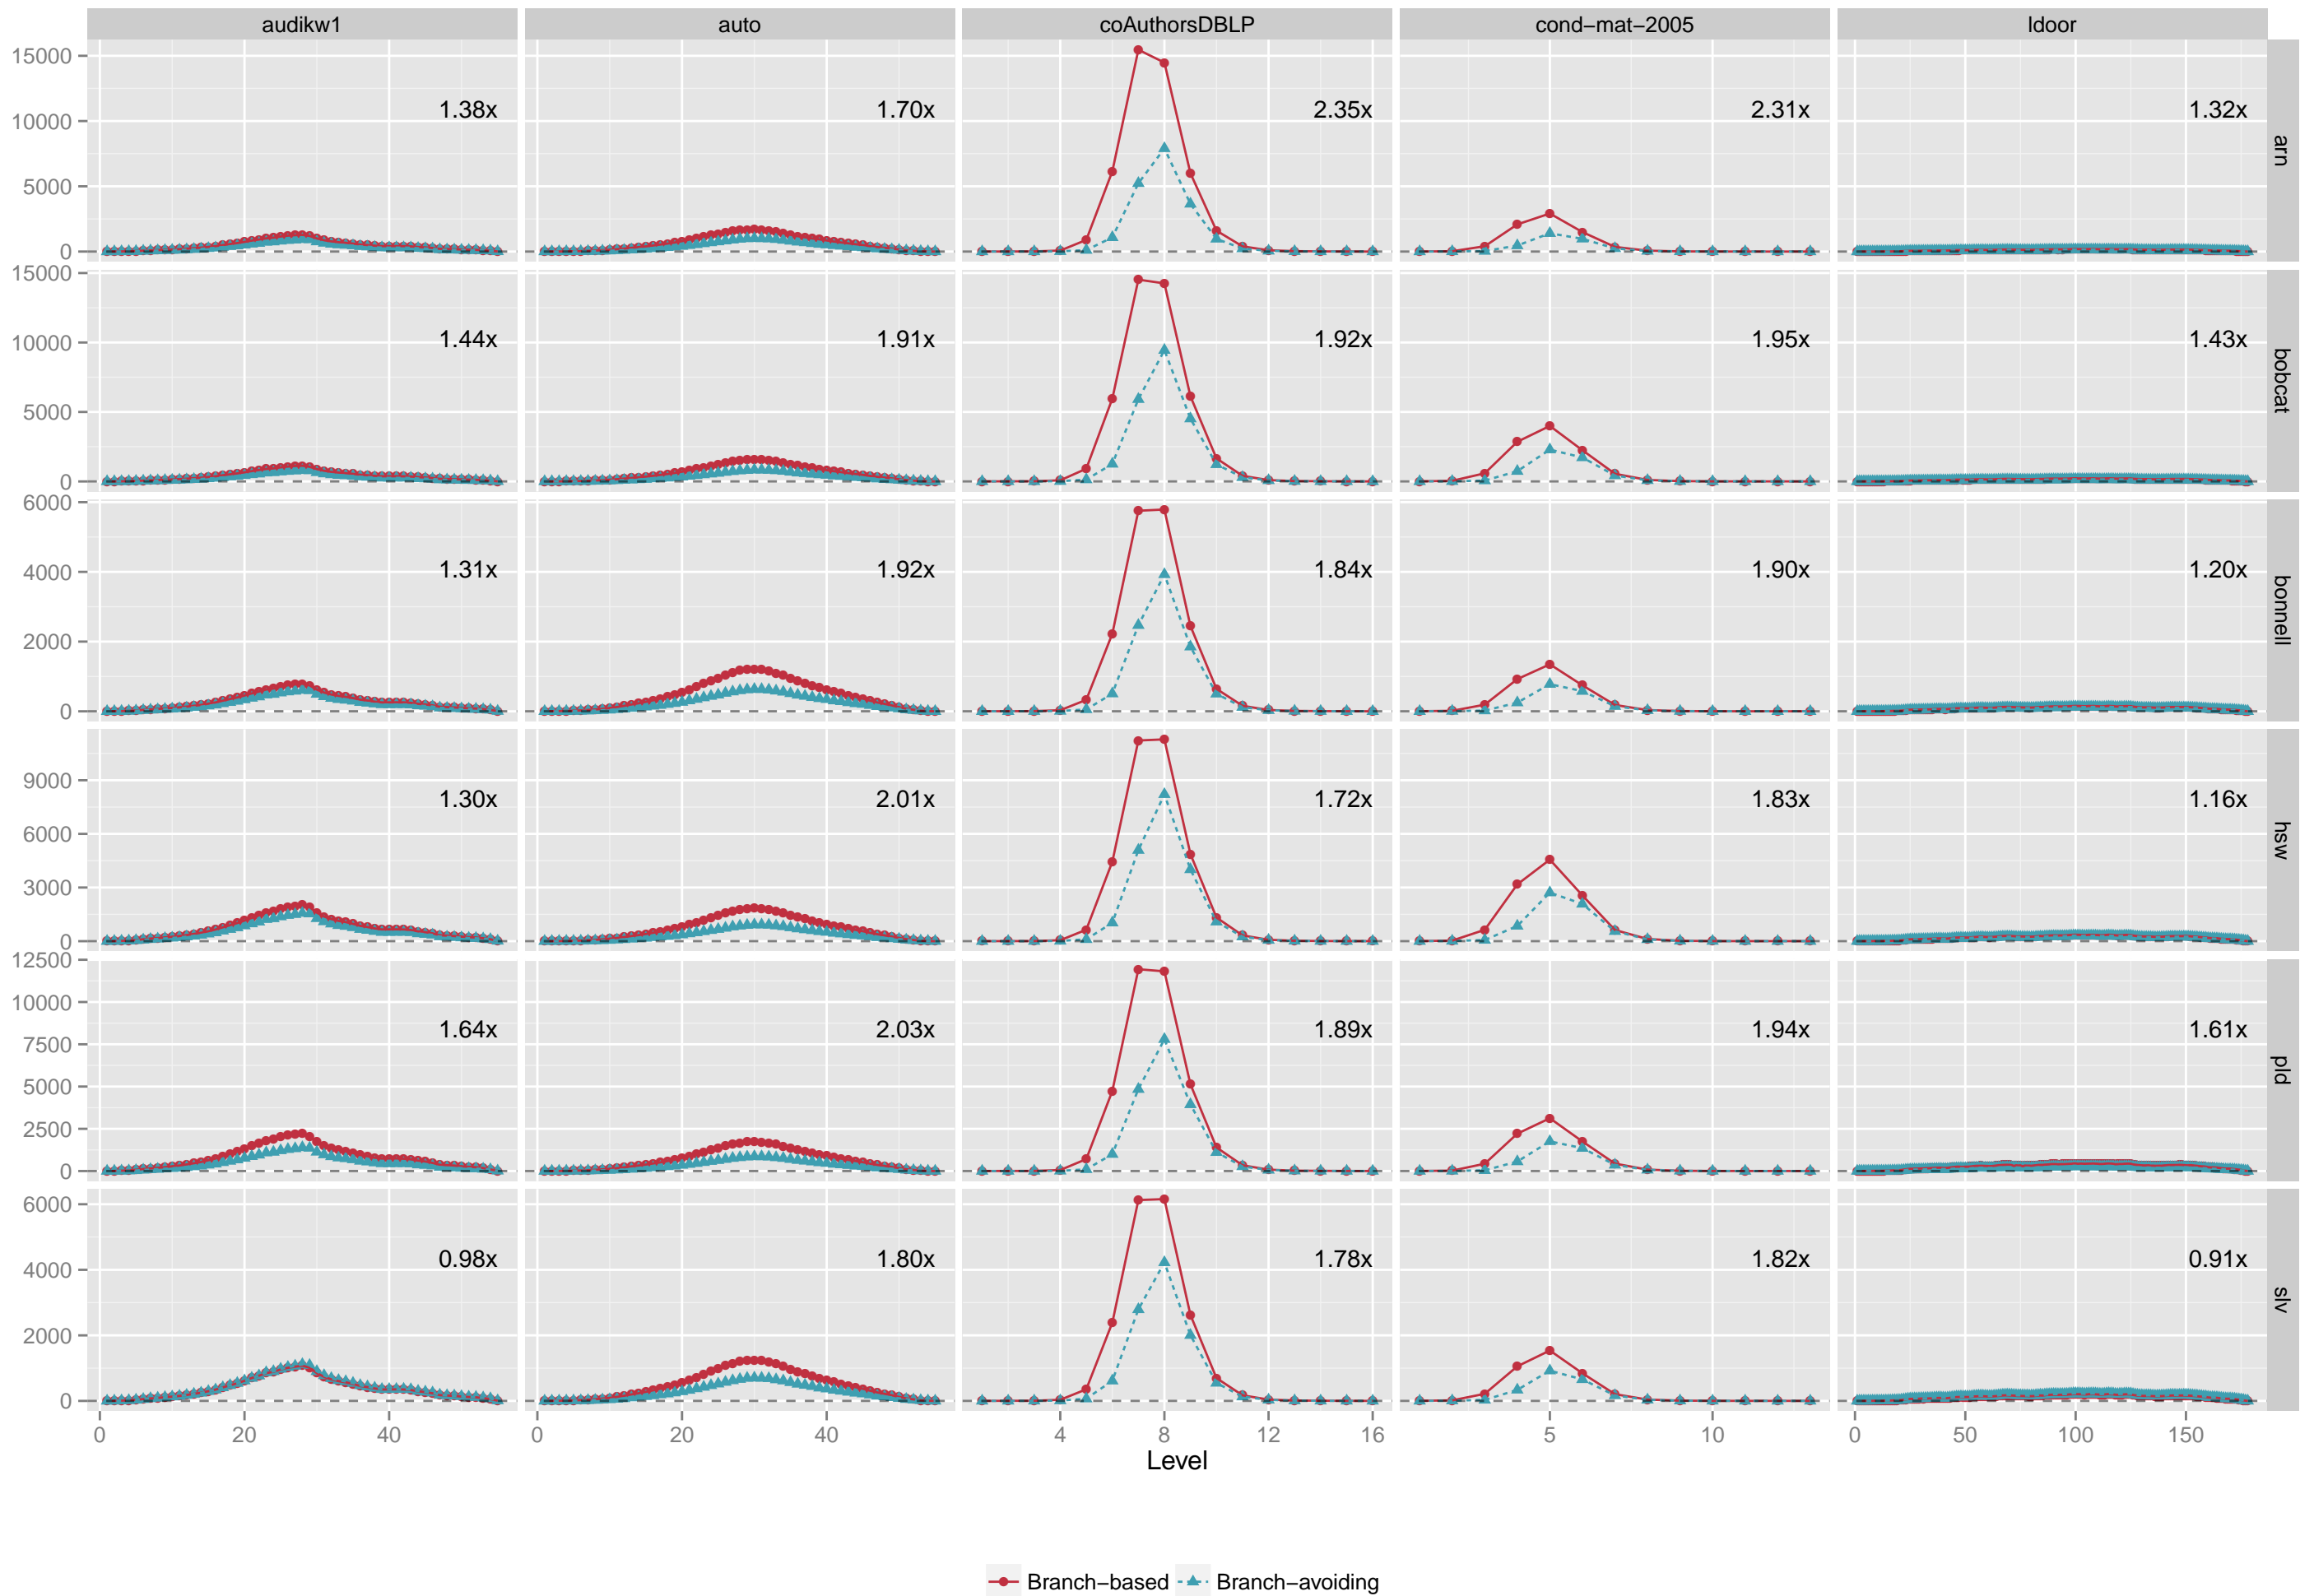 audikw1 auto coAuthorsDBLP cond−mat−2005 ldoor
15000
10000
5000
0
1.38x 1.70x 2.35x 2.31x 1.32x
arn
15000
10000
5000
0
1.44x 1.91x 1.92x 1.95x 1.43x
bobcat
6000
4000
2000
0
1.31x 1.92x 1.84x 1.90x 1.20x
bonnell
9000
6000
3000
0
1.30x 2.01x 1.72x 1.83x 1.16x
hsw
12500
10000
7500
5000
2500
0
1.64x 2.03x 1.89x 1.94x 1.61x
pld
6000
4000
2000
0
0.98x 1.80x 1.78x 1.82x 0.91x
slv
0 20 40 0 20 40 4 8 12 16 5 10 0 50 100 150
Level
Branch−based Branch−avoiding